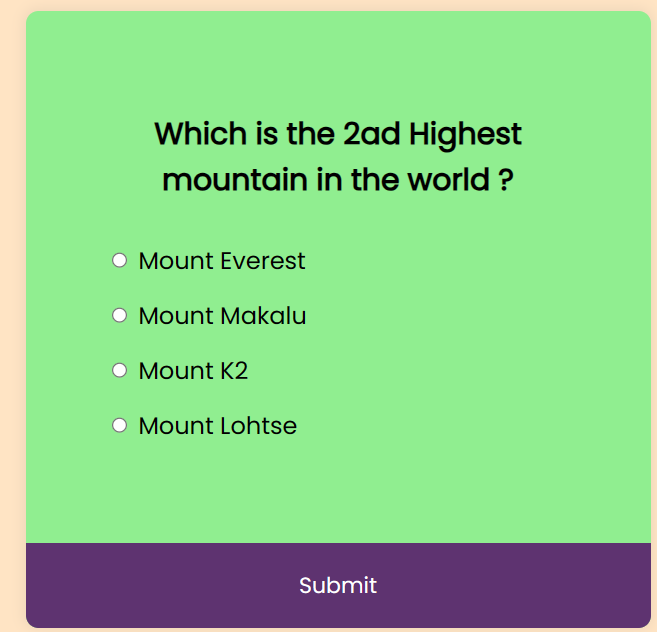 Which is the 2ad Highest
mountain in the world ?
Mount Everest
Mount Makalu
Mount K2
Mount Lohtse
Submit